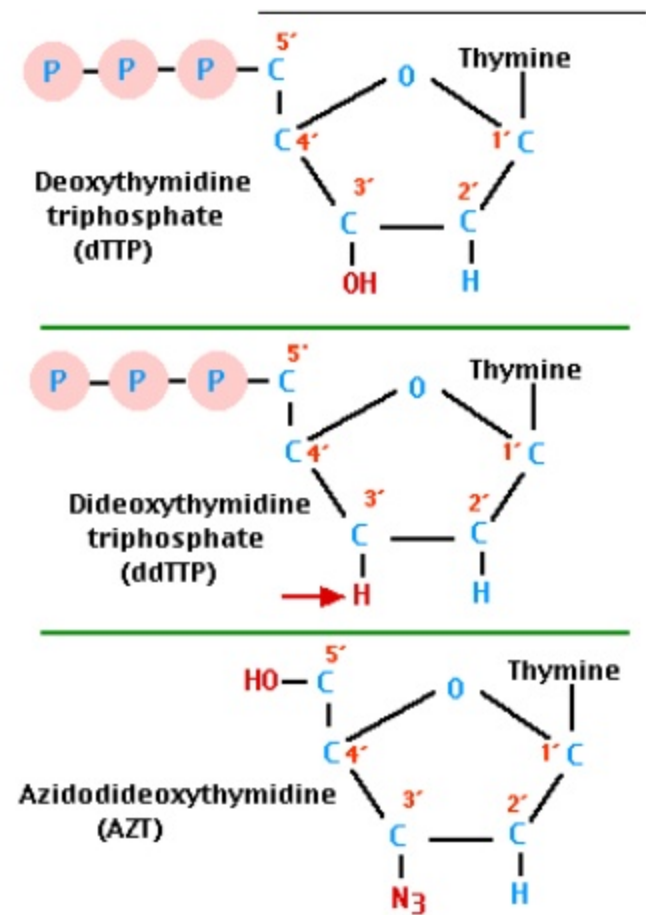 5′
P P P C O Thymine
C 4′ 1′ C
Deoxythymidine
triphosphate
(dTTP)
3′ 2′
C C
OH H
5′
P P P C O Thymine
C 4′ 1′ C
Dideoxythymidine
triphosphate
(ddTTP)
3′ 2′
C C
H H
5′
HO C O Thymine
C 4′ 1′ C
Azidodideoxythymidine
(AZT)
3′ 2′
C C
N3 H